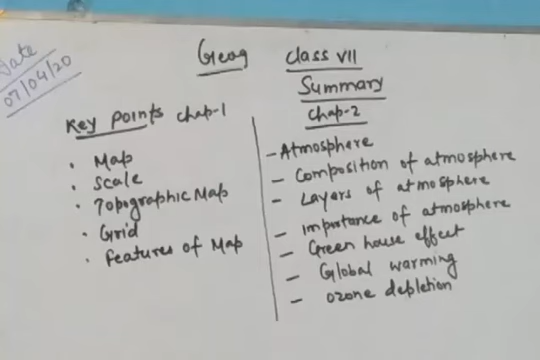 Date
07/04/20
Geog class VII
Summary
Key points chap-1
• Map
• Scale
• Topographic Map
• Grid
• Features of Map
Chap-2
- Atmosphere
- Composition of atmosphere
- Layers of atmosphere
- importance of atmosphere
- Green house effect
- Global warming
- ozone depletion